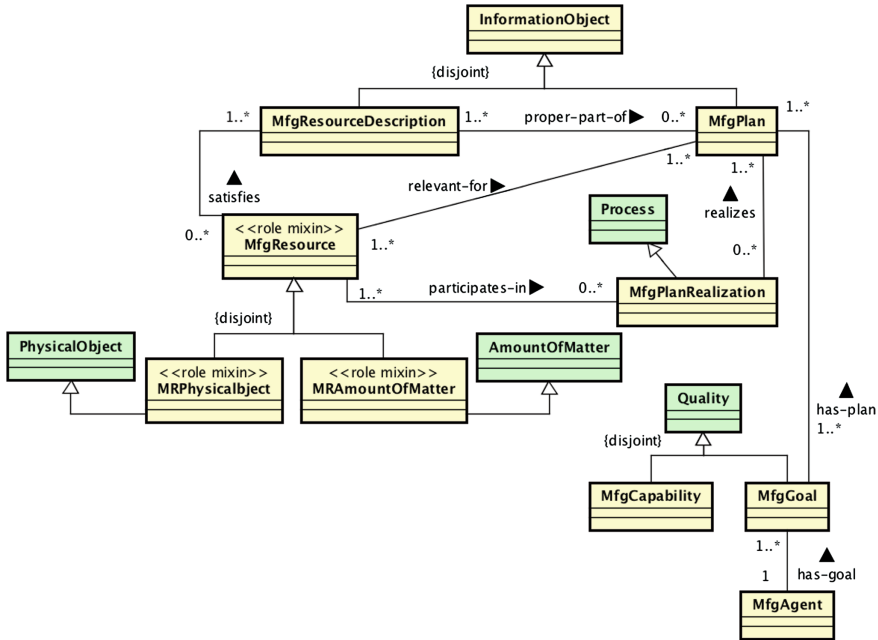 InformationObject
{disjoint}
MfgResourceDescription
1..*
1..*
proper-part-of ▶
0..*
MfgPlan
1..*
▲
satisfies
0..*
relevant-for ▶
1..*
1..*
1..*
▲
realizes
0..*
<<role mixin>>
MfgResource
Process
1..*
participates-in ▶
0..*
MfgPlanRealization
{disjoint}
PhysicalObject
<<role mixin>>
MRPhysicalbject
<<role mixin>>
MRAmountOfMatter
AmountOfMatter
Quality
{disjoint}
▲
has-plan
1..*
MfgCapability
MfgGoal
1..*
▲
has-goal
1
MfgAgent